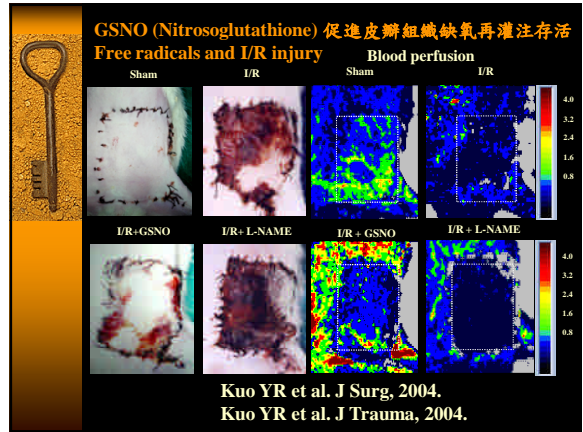 GSNO (Nitrosoglutathione) 促進皮瓣組織缺氧再灌注存活
Free radicals and I/R injury
Blood perfusion
Sham
I/R
Sham
I/R
4.0
3.2
2.4
1.6
0.8
I/R+GSNO
I/R+ L-NAME
I/R + GSNO
I/R + L-NAME
4.0
3.2
2.4
1.6
0.8
Kuo YR et al. J Surg, 2004.
Kuo YR et al. J Trauma, 2004.